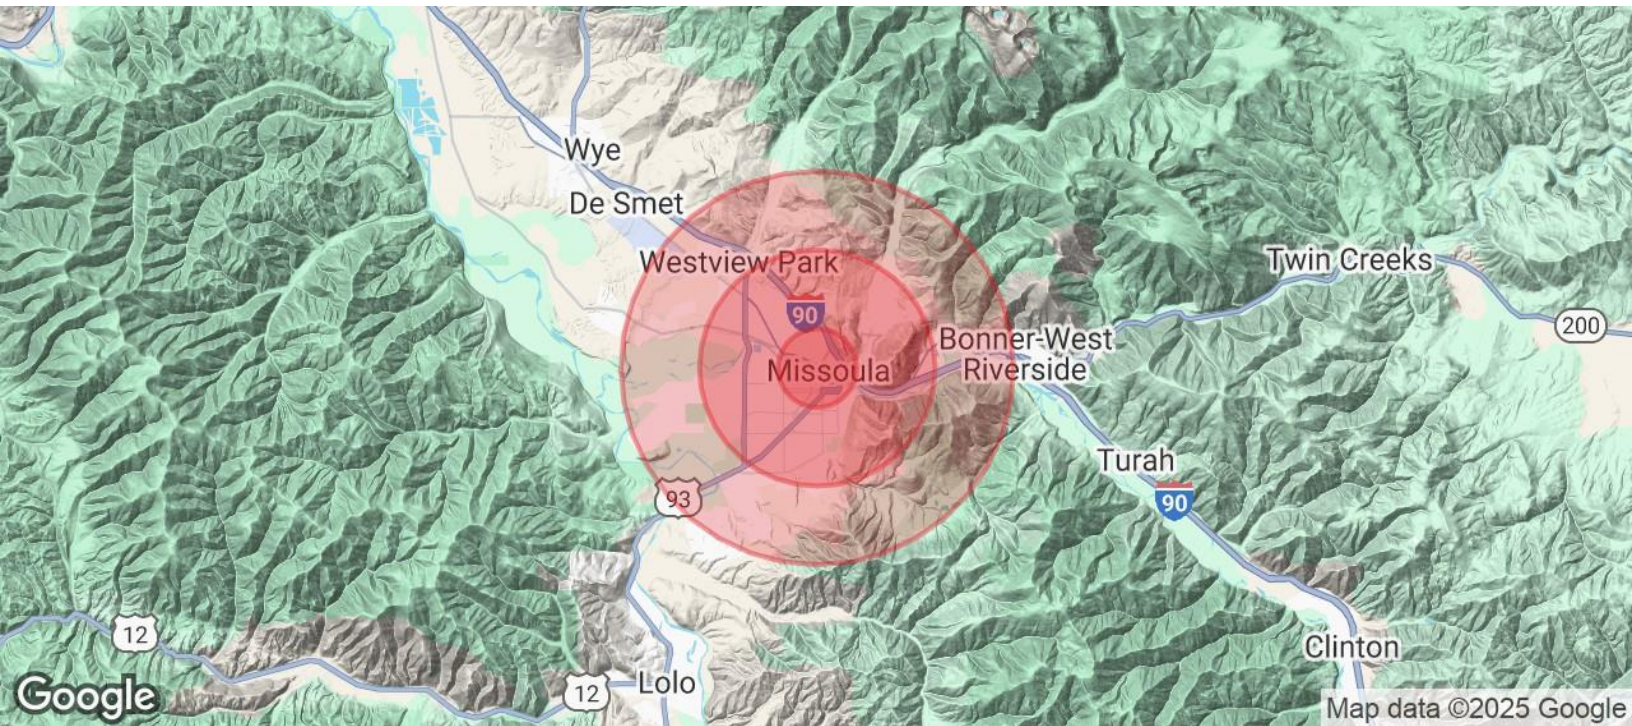 Wye
De Smet
Westview Park
Twin Creeks
90
200
Bonner-West
Riverside
Missoula
Turah
93
90
12
Clinton
12
Lolo
Google
Map data ©2025 Google